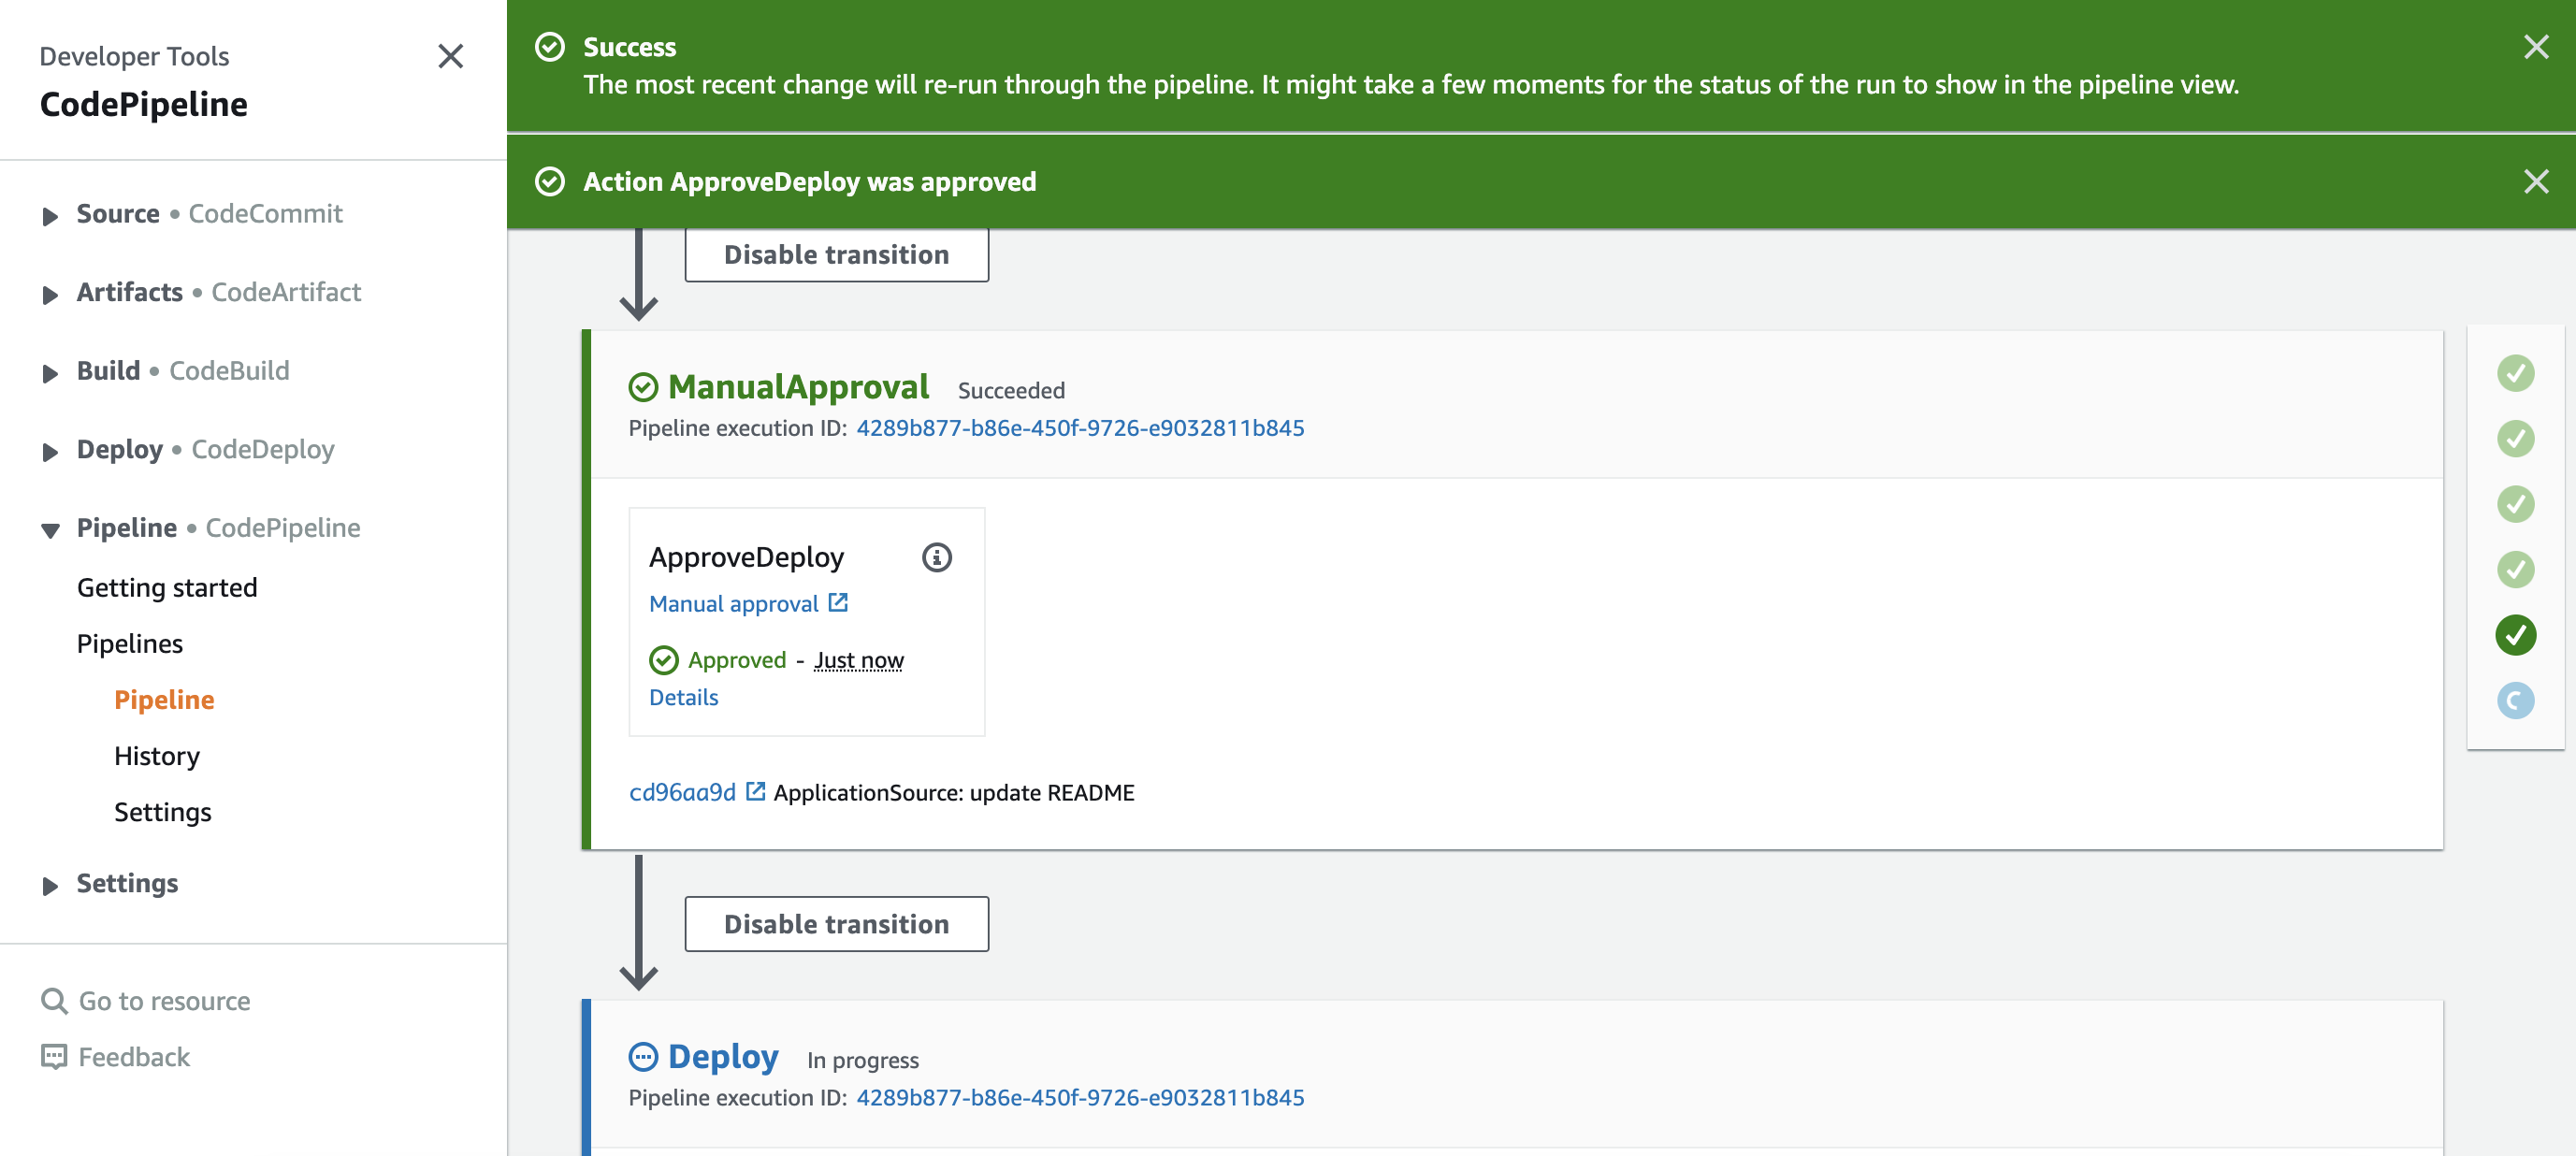 Developer Tools
CodePipeline
Source • CodeCommit
Artifacts • CodeArtifact
Build • CodeBuild
Deploy • CodeDeploy
Pipeline • CodePipeline
Getting started
Pipelines
Pipeline
History
Settings
Settings
Go to resource
Feedback
Success
The most recent change will re-run through the pipeline. It might take a few moments for the status of the run to show in the pipeline view.
Action ApproveDeploy was approved
Disable transition
ManualApproval Succeeded
Pipeline execution ID: 4289b877-b86e-450f-9726-e9032811b845
ApproveDeploy
Manual approval
Approved - Just now
Details
cd96aa9d ApplicationSource: update README
Disable transition
Deploy In progress
Pipeline execution ID: 4289b877-b86e-450f-9726-e9032811b845